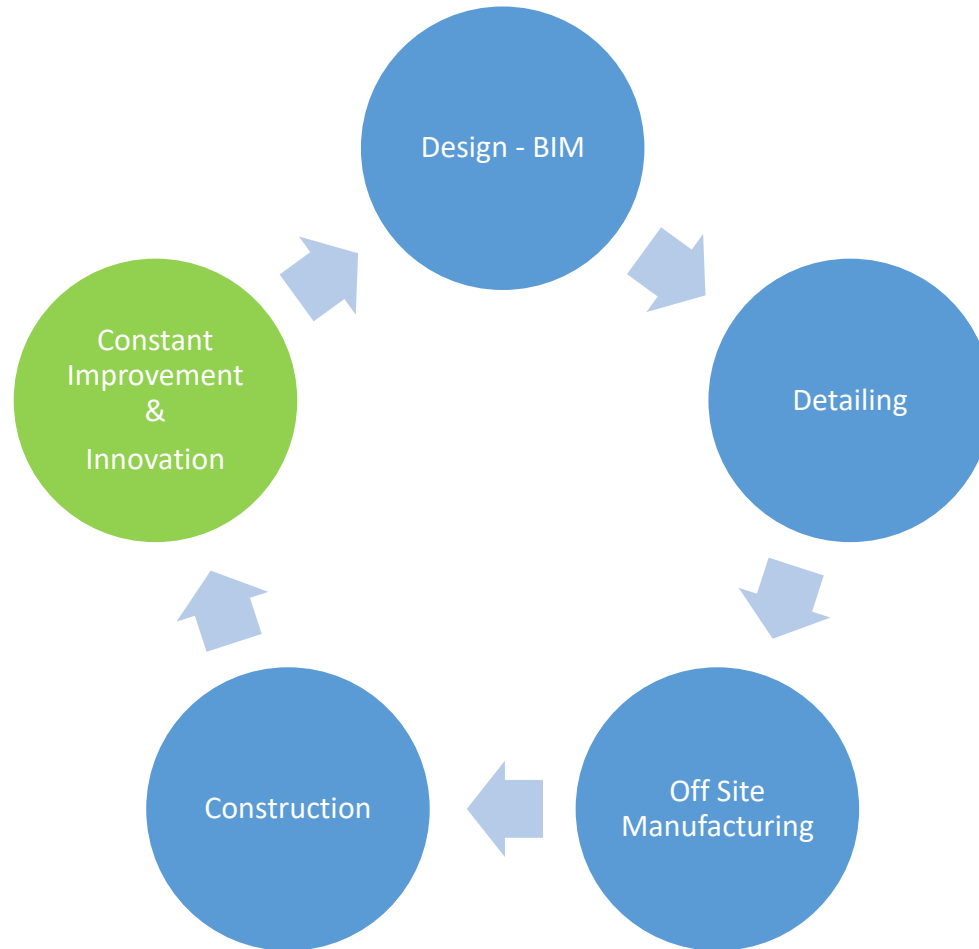 Design - BIM
Detailing
Off Site
Manufacturing
Construction
Constant
Improvement
&
Innovation